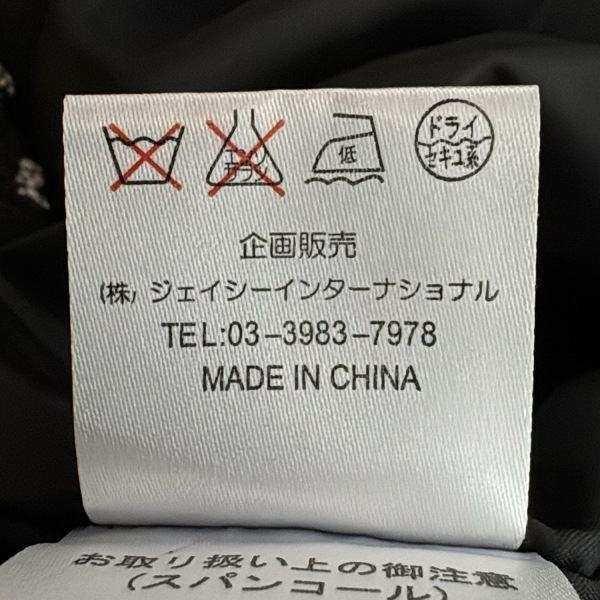 エンソ
サラシ
低
ドライ
セキユ系
企画販売
(株) ジェイシーインターナショナル
TEL:03-3983-7978
MADE IN CHINA
お取り扱い上の御注意
(スパンコール)